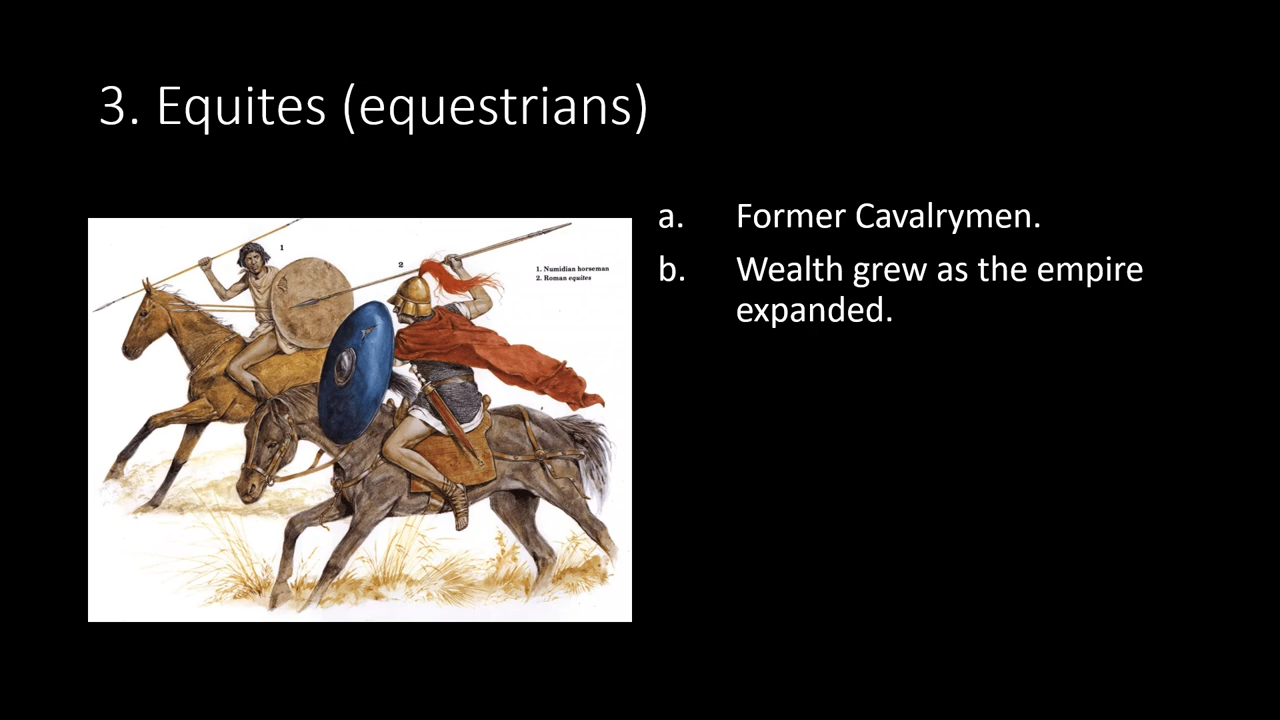 3. Equites (equestrians)
1
2
1. Numidian horseman
2. Roman equites
a. Former Cavalrymen.
b. Wealth grew as the empire
expanded.